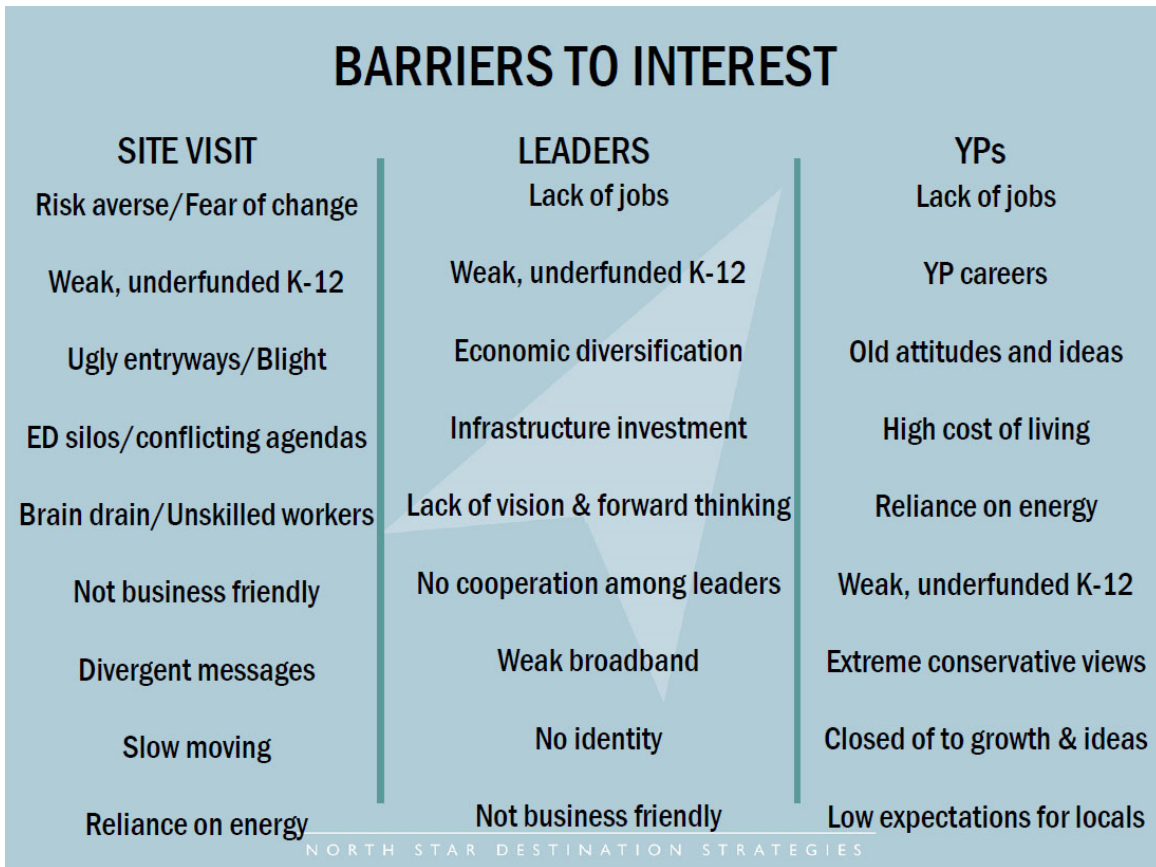 BARRIERS TO INTEREST
SITE VISIT
Risk averse/Fear of change
Weak, underfunded K-12
Ugly entryways/Blight
ED silos/conflicting agendas
Brain drain/Unskilled workers
Not business friendly
Divergent messages
Slow moving
Reliance on energy
LEADERS
Lack of jobs
Weak, underfunded K-12
Economic diversification
Infrastructure investment
Lack of vision & forward thinking
No cooperation among leaders
Weak broadband
No identity
Not business friendly
YPs
Lack of jobs
YP careers
Old attitudes and ideas
High cost of living
Reliance on energy
Weak, underfunded K-12
Extreme conservative views
Closed of to growth & ideas
Low expectations for locals
NORTH STAR DESTINATION STRATEGIES